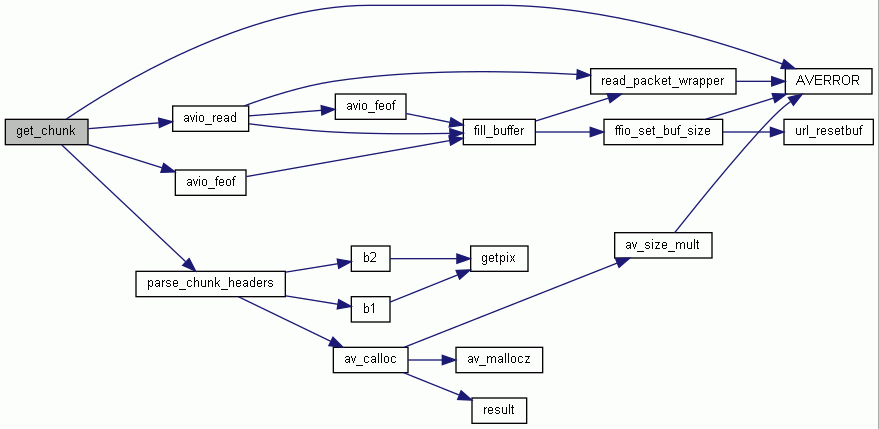 read_packet_wrapper
AVERROR
avio_feof
avio_read
get_chunk
fill_buffer
ffio_set_buf_size
url_resetbuf
avio_feof
av_size_mult
b2
getpix
parse_chunk_headers
b1
av_calloc
av_mallocz
result